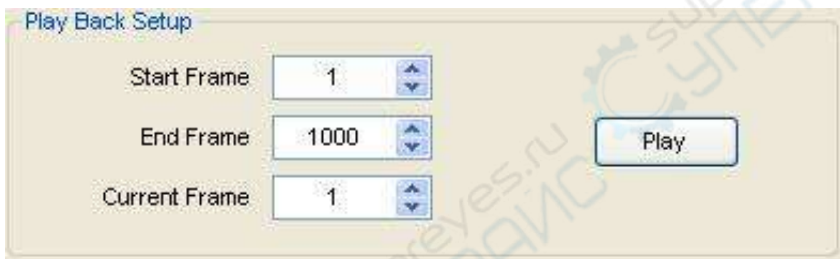 Play Back Setup
Start Frame 1
End Frame 1000
Play
Current Frame 1